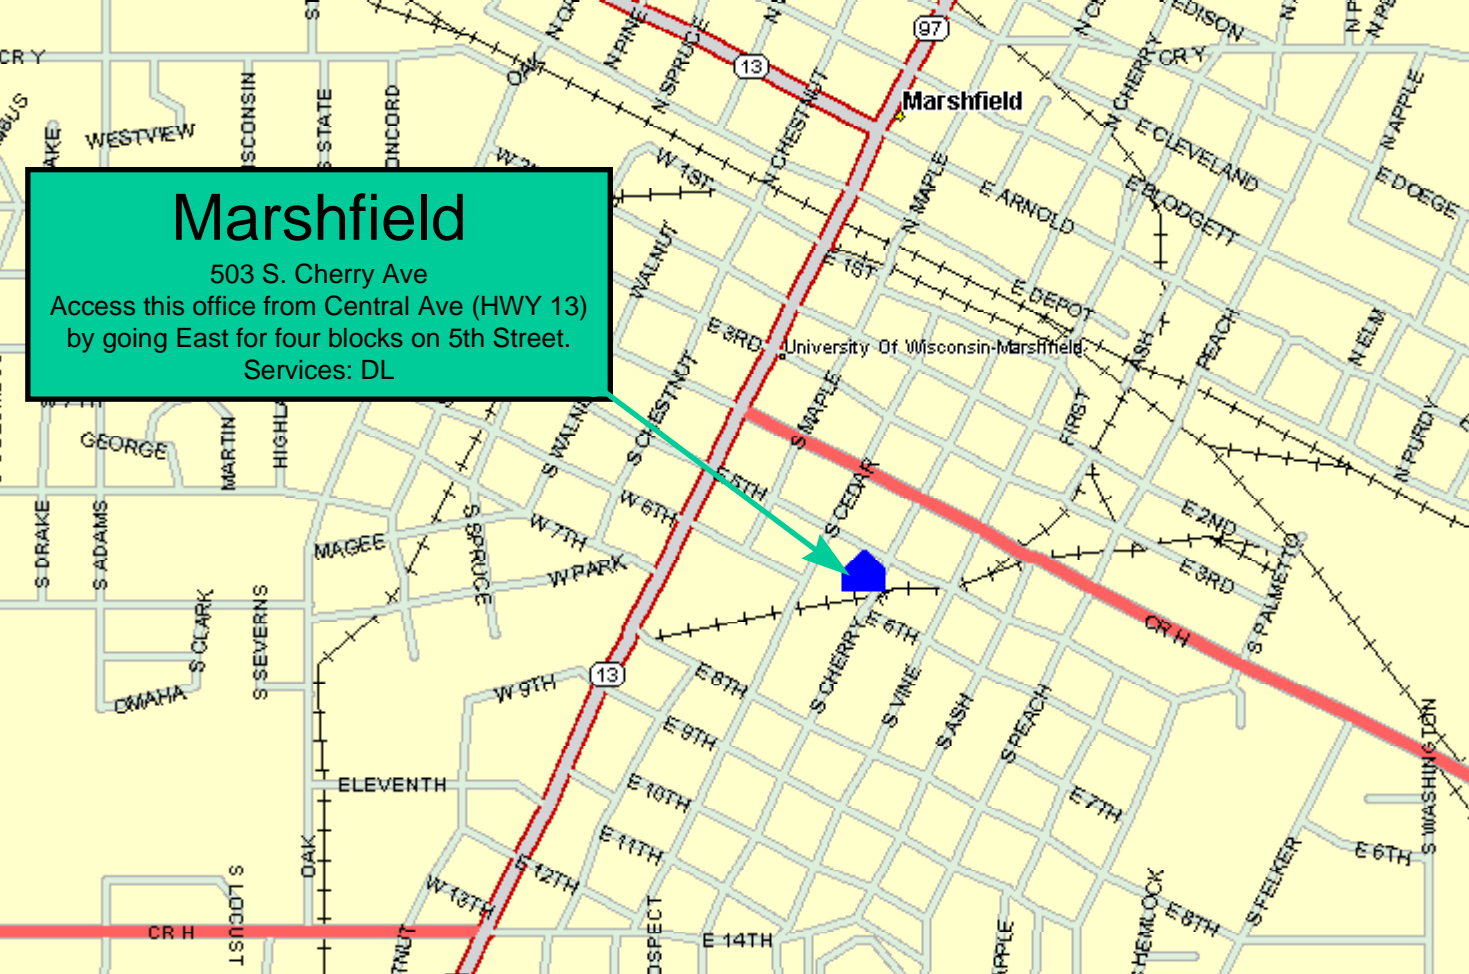 Marshfield
503 S. Cherry Ave
Access this office from Central Ave (HWY 13)
by going East for four blocks on 5th Street.
Services: DL
CR Y
WESTVIEW
S STATE
OAK
N PINE
N SPRUCE
13
97
Marshfield
N CHESTNUT
N MAPLE
EDISON
CR Y
N CHERRY
N APPLE
E CLEVELAND
E BLODGETT
E DOEGE
E ARNOLD
E DEPOT
W 1ST
E 1ST
WALNUT
E 3RD
University Of Wisconsin-Marshfield
ASH
PEACH
N ELM
N PURDY
FIRST
S MAPLE
S CHESTNUT
S CEDAR
GEORGE
MARTIN
S DRAKE
S ADAMS
MAGEE
S SPRUCE
W 7TH
W 6TH
E 5TH
W PARK
E 2ND
E 3RD
S PALMETTO
CR H
S CLARK
S SEVERNS
OMAHA
W 9TH
13
E 6TH
S CHERRY
S VINE
S ASH
S PEACH
E 8TH
E 9TH
E 10TH
E 11TH
E 7TH
ELEVENTH
OAK
S 12TH
W 13TH
S LOCUST
CR H
E 14TH
S HEMLOCK
E 8TH
S FELKER
E 6TH
S WASHINGTON